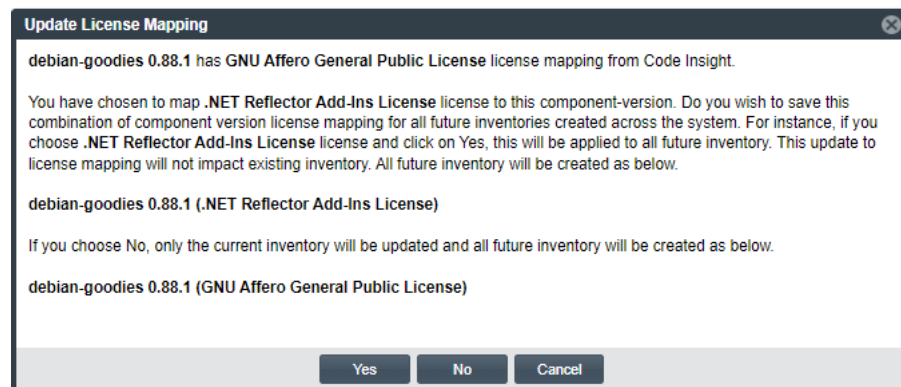 Update License Mapping
debian-goodies 0.88.1 has GNU Affero General Public License license mapping from Code Insight.
You have chosen to map .NET Reflector Add-Ins License license to this component-version. Do you wish to save this
combination of component version license mapping for all future inventories created across the system. For instance, if you
choose .NET Reflector Add-Ins License license and click on Yes, this will be applied to all future inventory. This update to
license mapping will not impact existing inventory. All future inventory will be created as below.
debian-goodies 0.88.1 (.NET Reflector Add-Ins License)
If you choose No, only the current inventory will be updated and all future inventory will be created as below.
debian-goodies 0.88.1 (GNU Affero General Public License)
Yes No Cancel